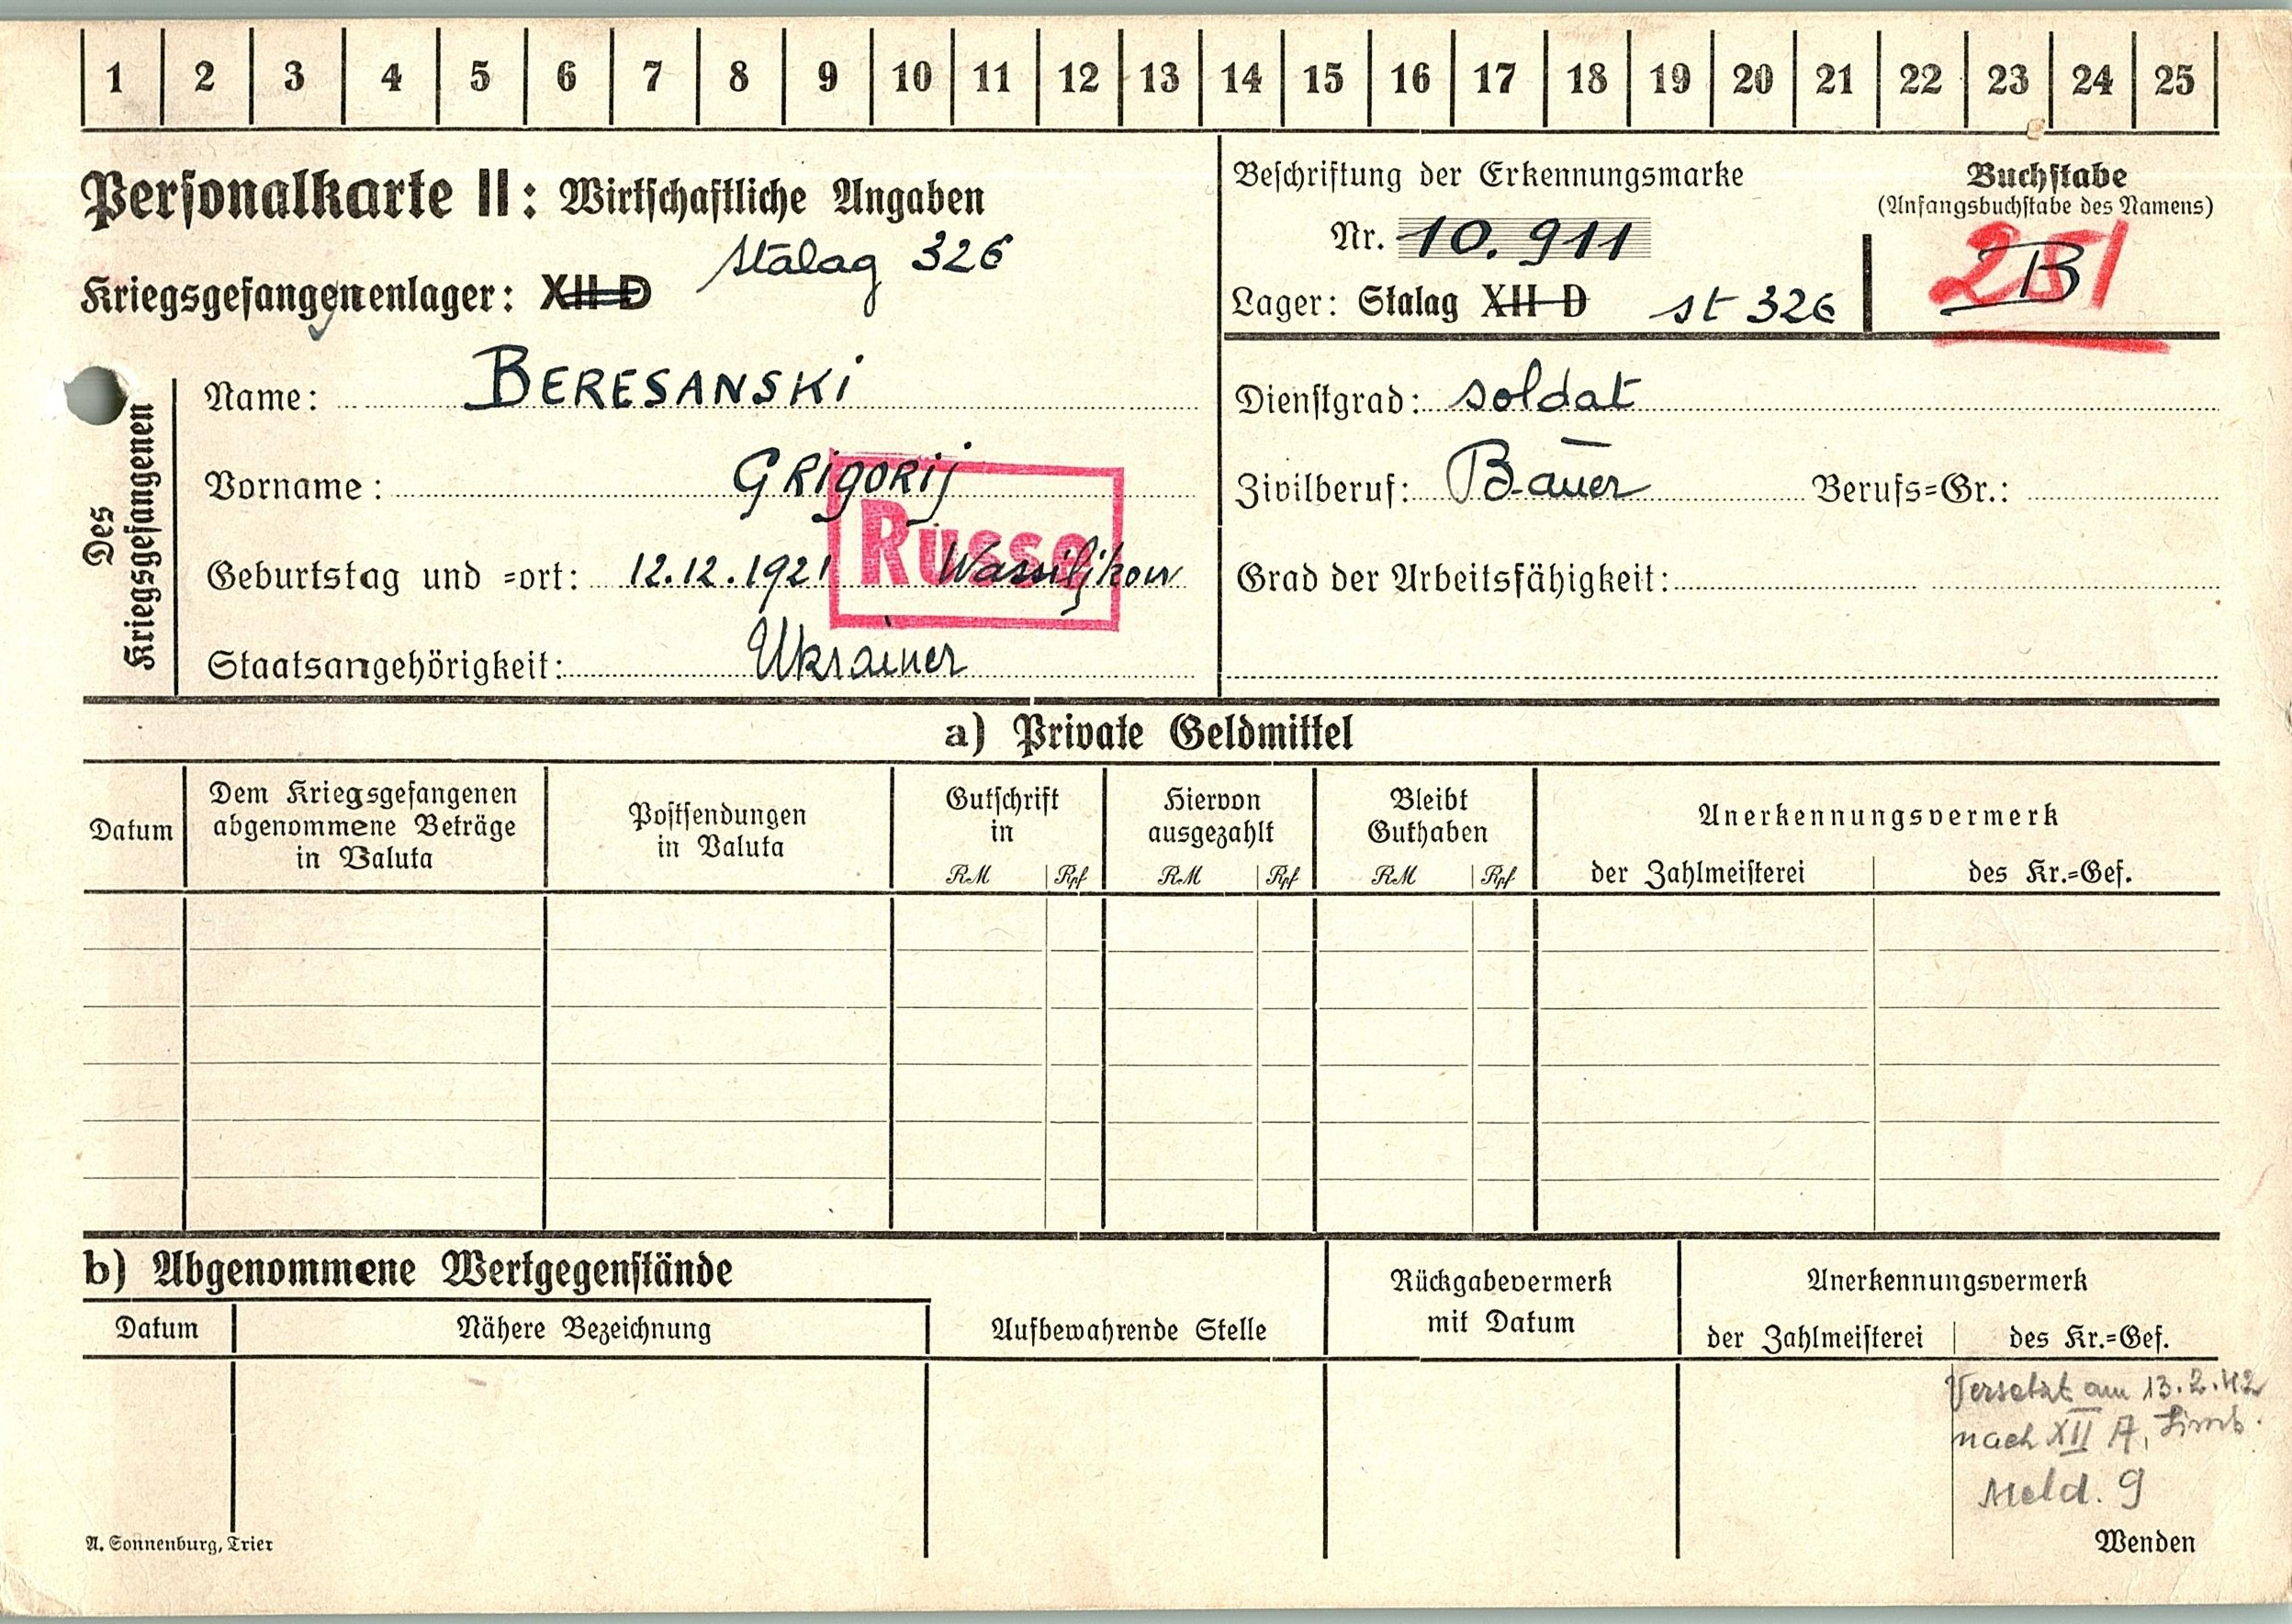 1 2 3 4 5 6 7 8 9 10 11 12 13 14 15 16 17 18 19 20 21 22 23 24 25
Personalkarte II: Wirtschaftliche Angaben
Stalag 326
Kriegsgefangenenlager: XII D
Beschriftung der Erkennungsmarke
Nr. 10.911
Lager: Stalag XII D st 326
Buchstabe
(Anfangsbuchstabe des Namens)
B
251
Des Kriegsgefangenen
Name: BERESANSKi
Vorname: GRigORij
Russe
Geburtstag und =ort: 12.12.1921 Wassiljkow
Staatsangehörigkeit: Ukrainer
Dienstgrad: soldat
Zivilberuf: Bauer Berufs=Gr.:
Grad der Arbeitsfähigkeit:
a) Private Geldmittel
Datum
Dem Kriegsgefangenen
abgenommene Beträge
in Valuta
Postsendungen
in Valuta
Gutschrift
in
RM Rpf
Hiervon
ausgezahlt
RM Rpf
Bleibt
Guthaben
RM Rpf
Anerkennungsvermerk
der Zahlmeisterei des Kr.=Gef.
b) Abgenommene Wertgegenstände
Datum Nähere Bezeichnung
Aufbewahrende Stelle
Rückgabevermerk
mit Datum
Anerkennungsvermerk
der Zahlmeisterei des Kr.=Gef.
Versetzt am 13.2.42
nach XII A, Limb.
Meld. 9
A. Sonnenburg, Trier
Wenden